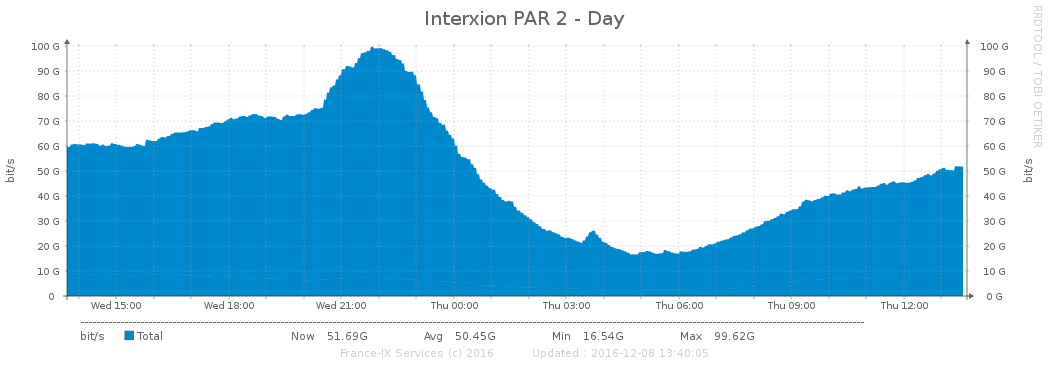 Interxion PAR 2 - Day
RRDTOOL / TOBI OETIKER
bit/s
bit/s
100 G 100 G
90 G 90 G
80 G 80 G
70 G 70 G
60 G 60 G
50 G 50 G
40 G 40 G
30 G 30 G
20 G 20 G
10 G 10 G
0 0 G
Wed 15:00 Wed 18:00 Wed 21:00 Thu 00:00 Thu 03:00 Thu 06:00 Thu 09:00 Thu 12:00
bit/s Total Now 51.69G Avg 50.45G Min 16.54G Max 99.62G
France-IX Services (c) 2016 Updated : 2016-12-08 13:40:05